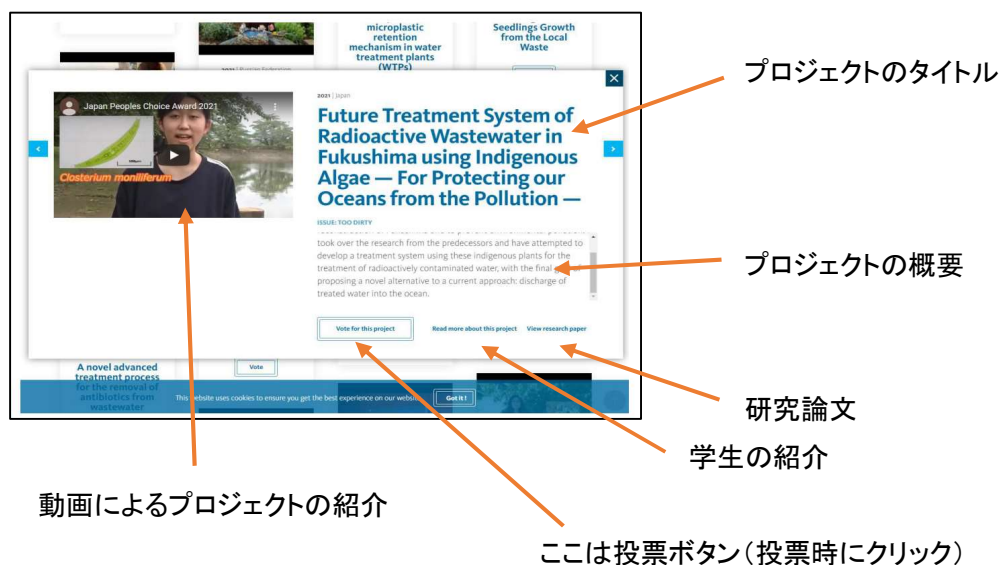 microplastic
retention
mechanism in water
treatment plants
(WTPs)
Seedlings Growth
from the Local
Waste
2021 | Russian Federation
Japan Peoples Choice Award 2021
Closterium moniliferum
2021 | Japan
Future Treatment System of
Radioactive Wastewater in
Fukushima using Indigenous
Algae — For Protecting our
Oceans from the Pollution —
ISSUE: TOO DIRTY
took over the research from the predecessors and have attempted to
develop a treatment system using these indigenous plants for the
treatment of radioactively contaminated water, with the final goal of
proposing a novel alternative to a current approach: discharge of
treated water into the ocean.
Vote for this project
Read more about this project
View research paper
A novel advanced
treatment process
for the removal of
antibiotics from
wastewater
Vote
This website uses cookies to ensure you get the best experience on our website
Got it!
プロジェクトのタイトル
プロジェクトの概要
研究論文
学生の紹介
動画によるプロジェクトの紹介
ここは投票ボタン(投票時にクリック)